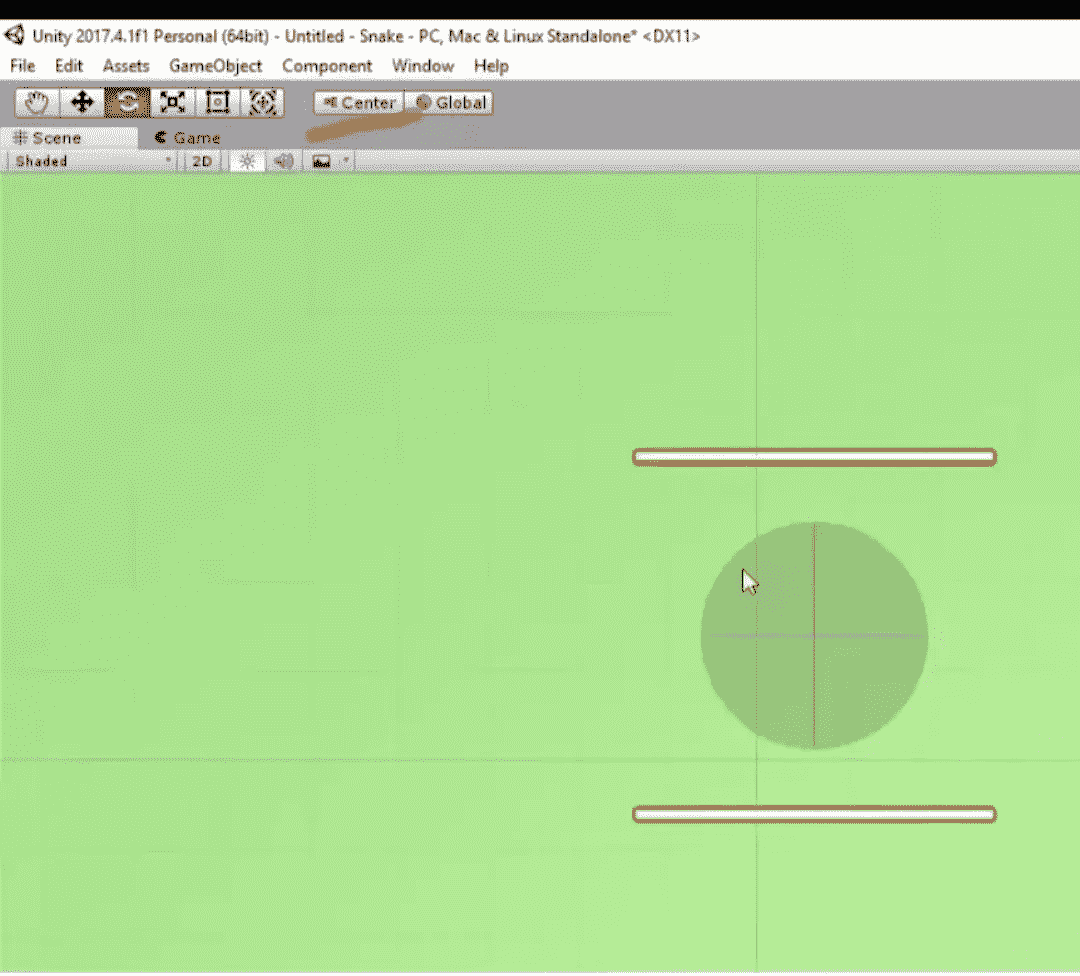 Unity 2017.4.1f1 Personal (64bit) - Untitled - Snake - PC, Mac & Linux Standalone* <DX11>
File Edit Assets GameObject Component Window Help
Center Global
Scene Game
Shaded 2D